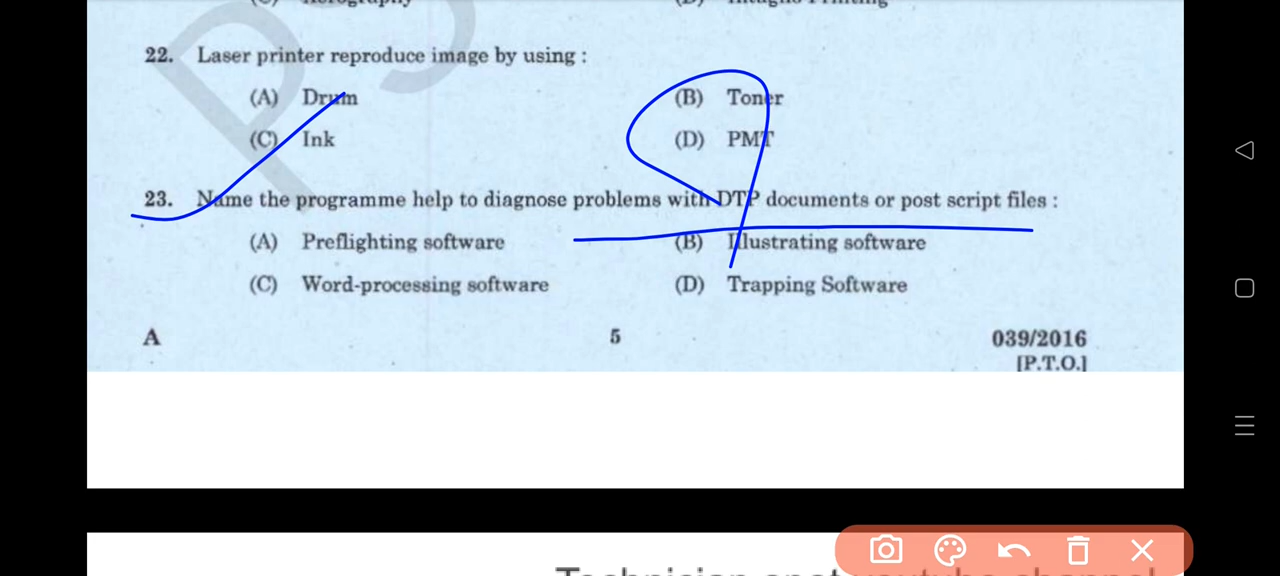 22. Laser printer reproduce image by using :
(A) Drum (B) Toner
(C) Ink (D) PMT
23. Name the programme help to diagnose problems with DTP documents or post script files :
(A) Preflighting software (B) Illustrating software
(C) Word-processing software (D) Trapping Software
A 5 039/2016
[P.T.O.]